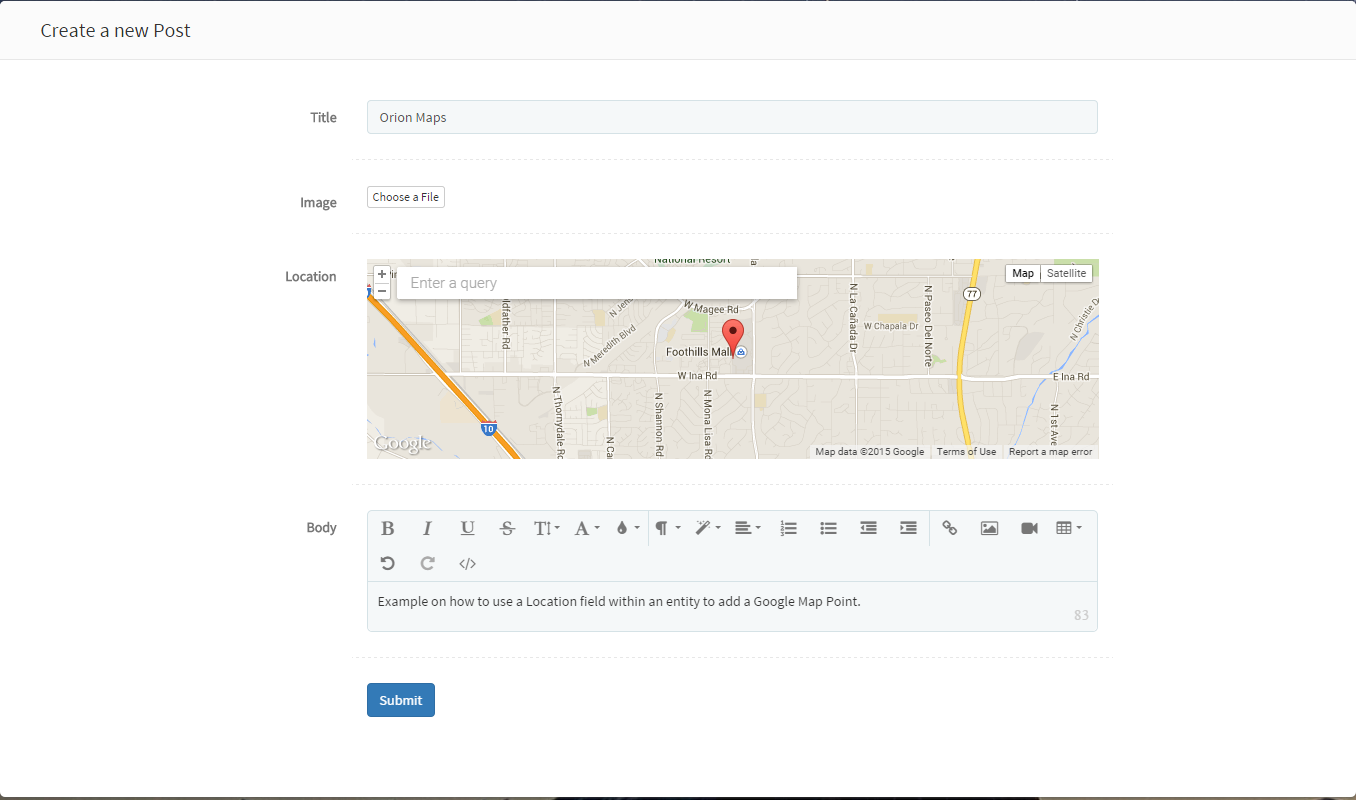 Create a new Post
Title
Orion Maps
Image
Choose a File
Location
+
−
Enter a query
National Resort
Map
Satellite
77
N La Cañada Dr
N Paseo Del Norte
N Christie D
W Magee Rd
W Chapala Dr
N Meredith Blvd
Foothills Mall
W Ina Rd
E Ina Rd
N Thornydale Rd
N Shannon Rd
N Mona Lisa Rd
N 1st Ave
10
Google
Map data ©2015 Google
Terms of Use
Report a map error
Body
B I U S T A ¶ </>
Example on how to use a Location field within an entity to add a Google Map Point.
83
Submit